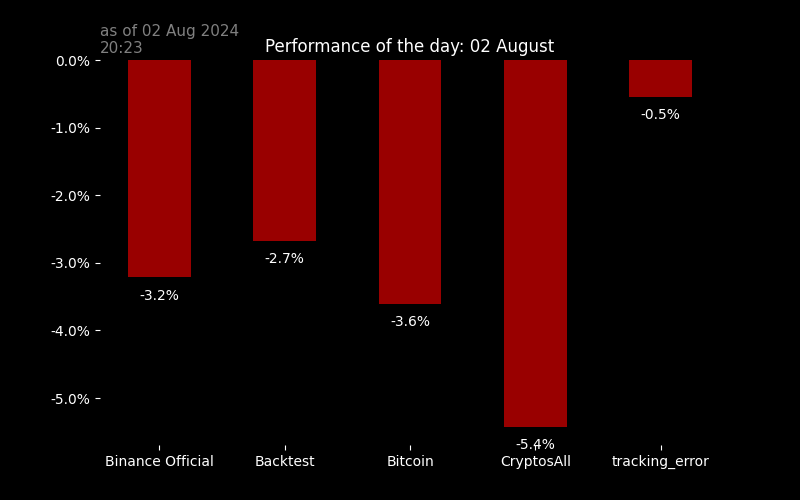 as of 02 Aug 2024
20:23
Performance of the day: 02 August
0.0%
-1.0%
-2.0%
-3.0%
-4.0%
-5.0%
-3.2%
-2.7%
-3.6%
-5.4%
-0.5%
Binance Official
Backtest
Bitcoin
CryptosAll
tracking_error